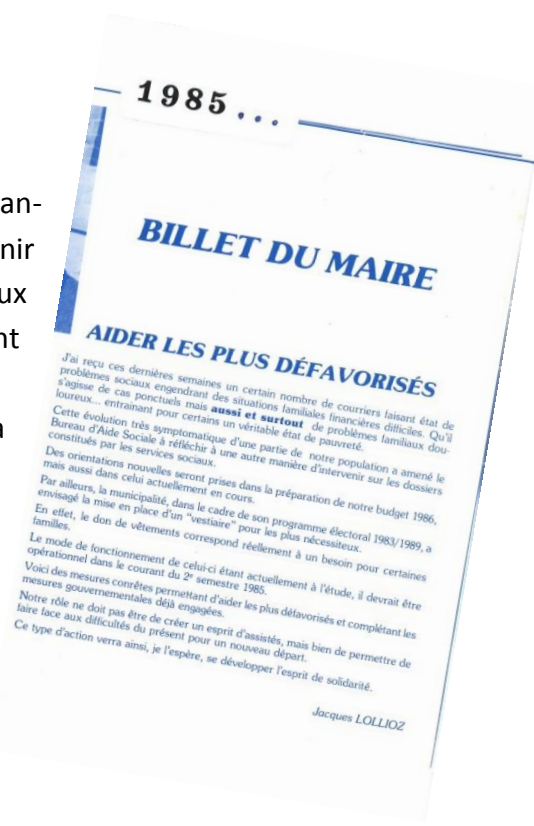 an-
nir
ux
nt
a
1985...
BILLET DU MAIRE
AIDER LES PLUS DÉFAVORISÉS
J'ai reçu ces dernières semaines un certain nombre de courriers faisant état de
problèmes sociaux engendrant des situations familiales financières difficiles. Qu'il
s'agisse de cas ponctuels mais aussi et surtout de problèmes familiaux dou-
loureux... entrainant pour certains un véritable état de pauvreté.
Cette évolution très symptomatique d'une partie de notre population a amené le
Bureau d'Aide Sociale à réfléchir à une autre manière d'intervenir sur les dossiers
constitués par les services sociaux.
Des orientations nouvelles seront prises dans la préparation de notre budget 1986,
mais aussi dans celui actuellement en cours.
Par ailleurs, la municipalité, dans le cadre de son programme électoral 1983/1989, a
envisagé la mise en place d'un "vestiaire" pour les plus nécessiteux.
En effet, le don de vêtements correspond réellement à un besoin pour certaines
familles.
Le mode de fonctionnement de celui-ci étant actuellement à l'étude, il devrait être
opérationnel dans le courant du 2e semestre 1985.
Voici des mesures conrêtes permettant d'aider les plus défavorisés et complétant les
mesures gouvernementales déjà engagées.
Notre rôle ne doit pas être de créer un esprit d'assistés, mais bien de permettre de
faire face aux difficultés du présent pour un nouveau départ.
Ce type d'action verra ainsi, je l'espère, se développer l'esprit de solidarité.
Jacques LOLLIOZ